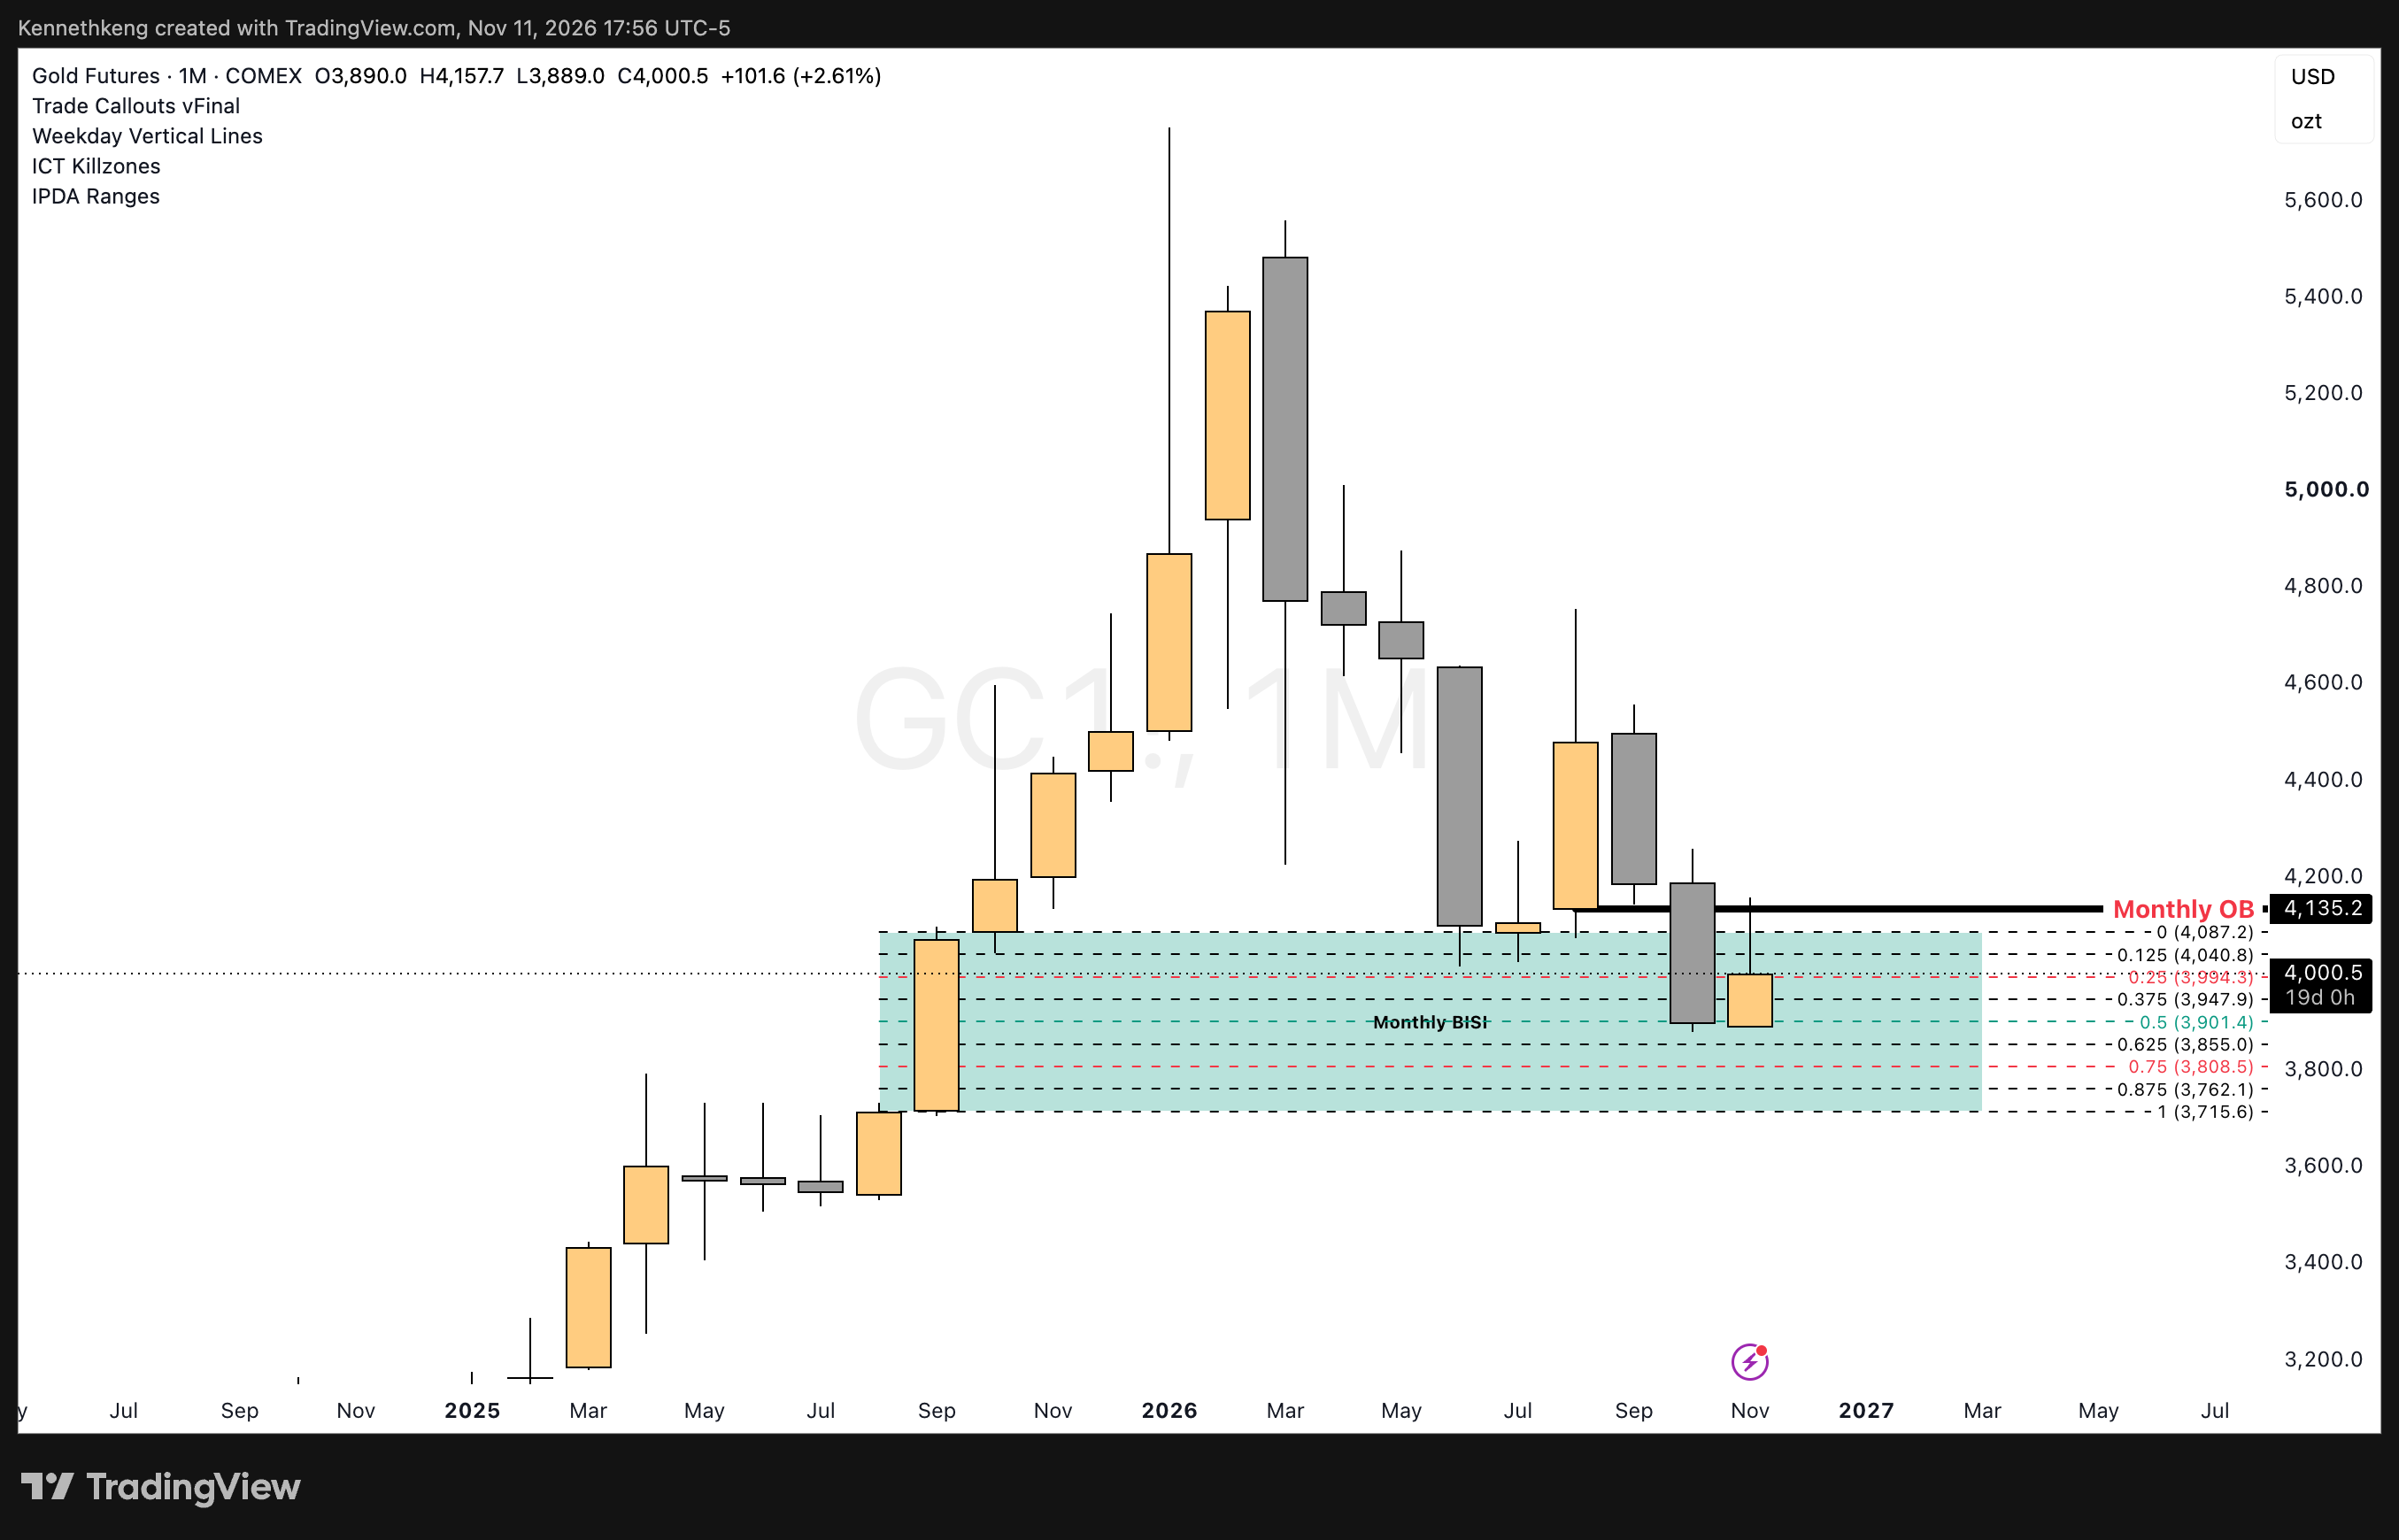 Kennethkeng created with TradingView.com, Nov 11, 2026 17:56 UTC-5
Gold Futures · 1M · COMEX O3,890.0 H4,157.7 L3,889.0 C4,000.5 +101.6 (+2.61%)
Trade Callouts vFinal
Weekday Vertical Lines
ICT Killzones
IPDA Ranges
USD
ozt
5,600.0
5,400.0
5,200.0
5,000.0
4,800.0
4,600.0
GC1!, 1M
4,400.0
4,200.0
Monthly OB 4,135.2
0 (4,087.2)
0.125 (4,040.8)
4,000.5
0.25 (3,994.3)
19d 0h
0.375 (3,947.9)
Monthly BISI
0.5 (3,901.4)
0.625 (3,855.0)
0.75 (3,808.5)
3,800.0
0.875 (3,762.1)
1 (3,715.6)
3,600.0
3,400.0
3,200.0
y Jul Sep Nov 2025 Mar May Jul Sep Nov 2026 Mar May Jul Sep Nov 2027 Mar May Jul
TradingView